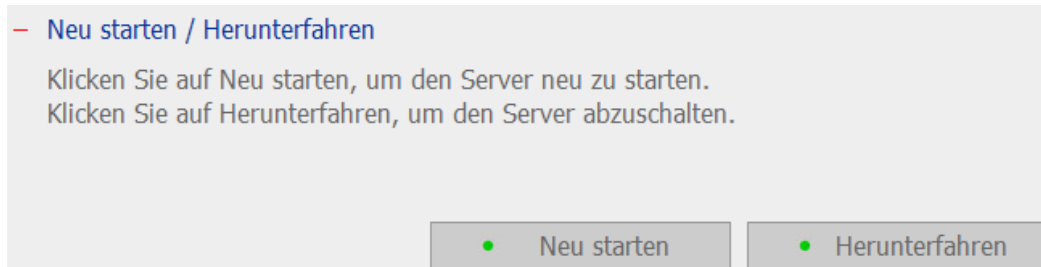 Neu starten / Herunterfahren
Klicken Sie auf Neu starten, um den Server neu zu starten.
Klicken Sie auf Herunterfahren, um den Server abzuschalten.
Neu starten
Herunterfahren